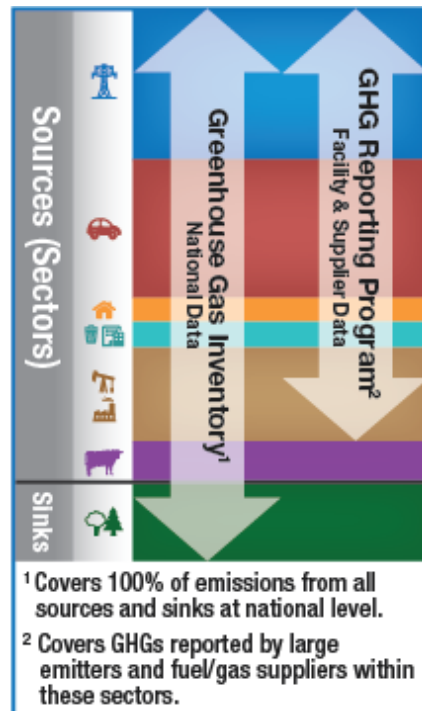 Sources (Sectors)
Sinks
Greenhouse Gas Inventory¹
National Data
GHG Reporting Program²
Facility & Supplier Data
¹ Covers 100% of emissions from all
sources and sinks at national level.
² Covers GHGs reported by large
emitters and fuel/gas suppliers within
these sectors.